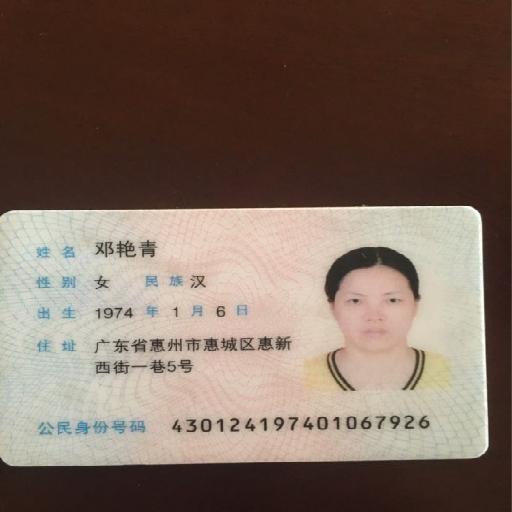 姓名 邓艳青
性别 女 民族 汉
出生 1974 年 1 月 6 日
住址 广东省惠州市惠城区惠新
西街一巷5号
公民身份号码 430124197401067926